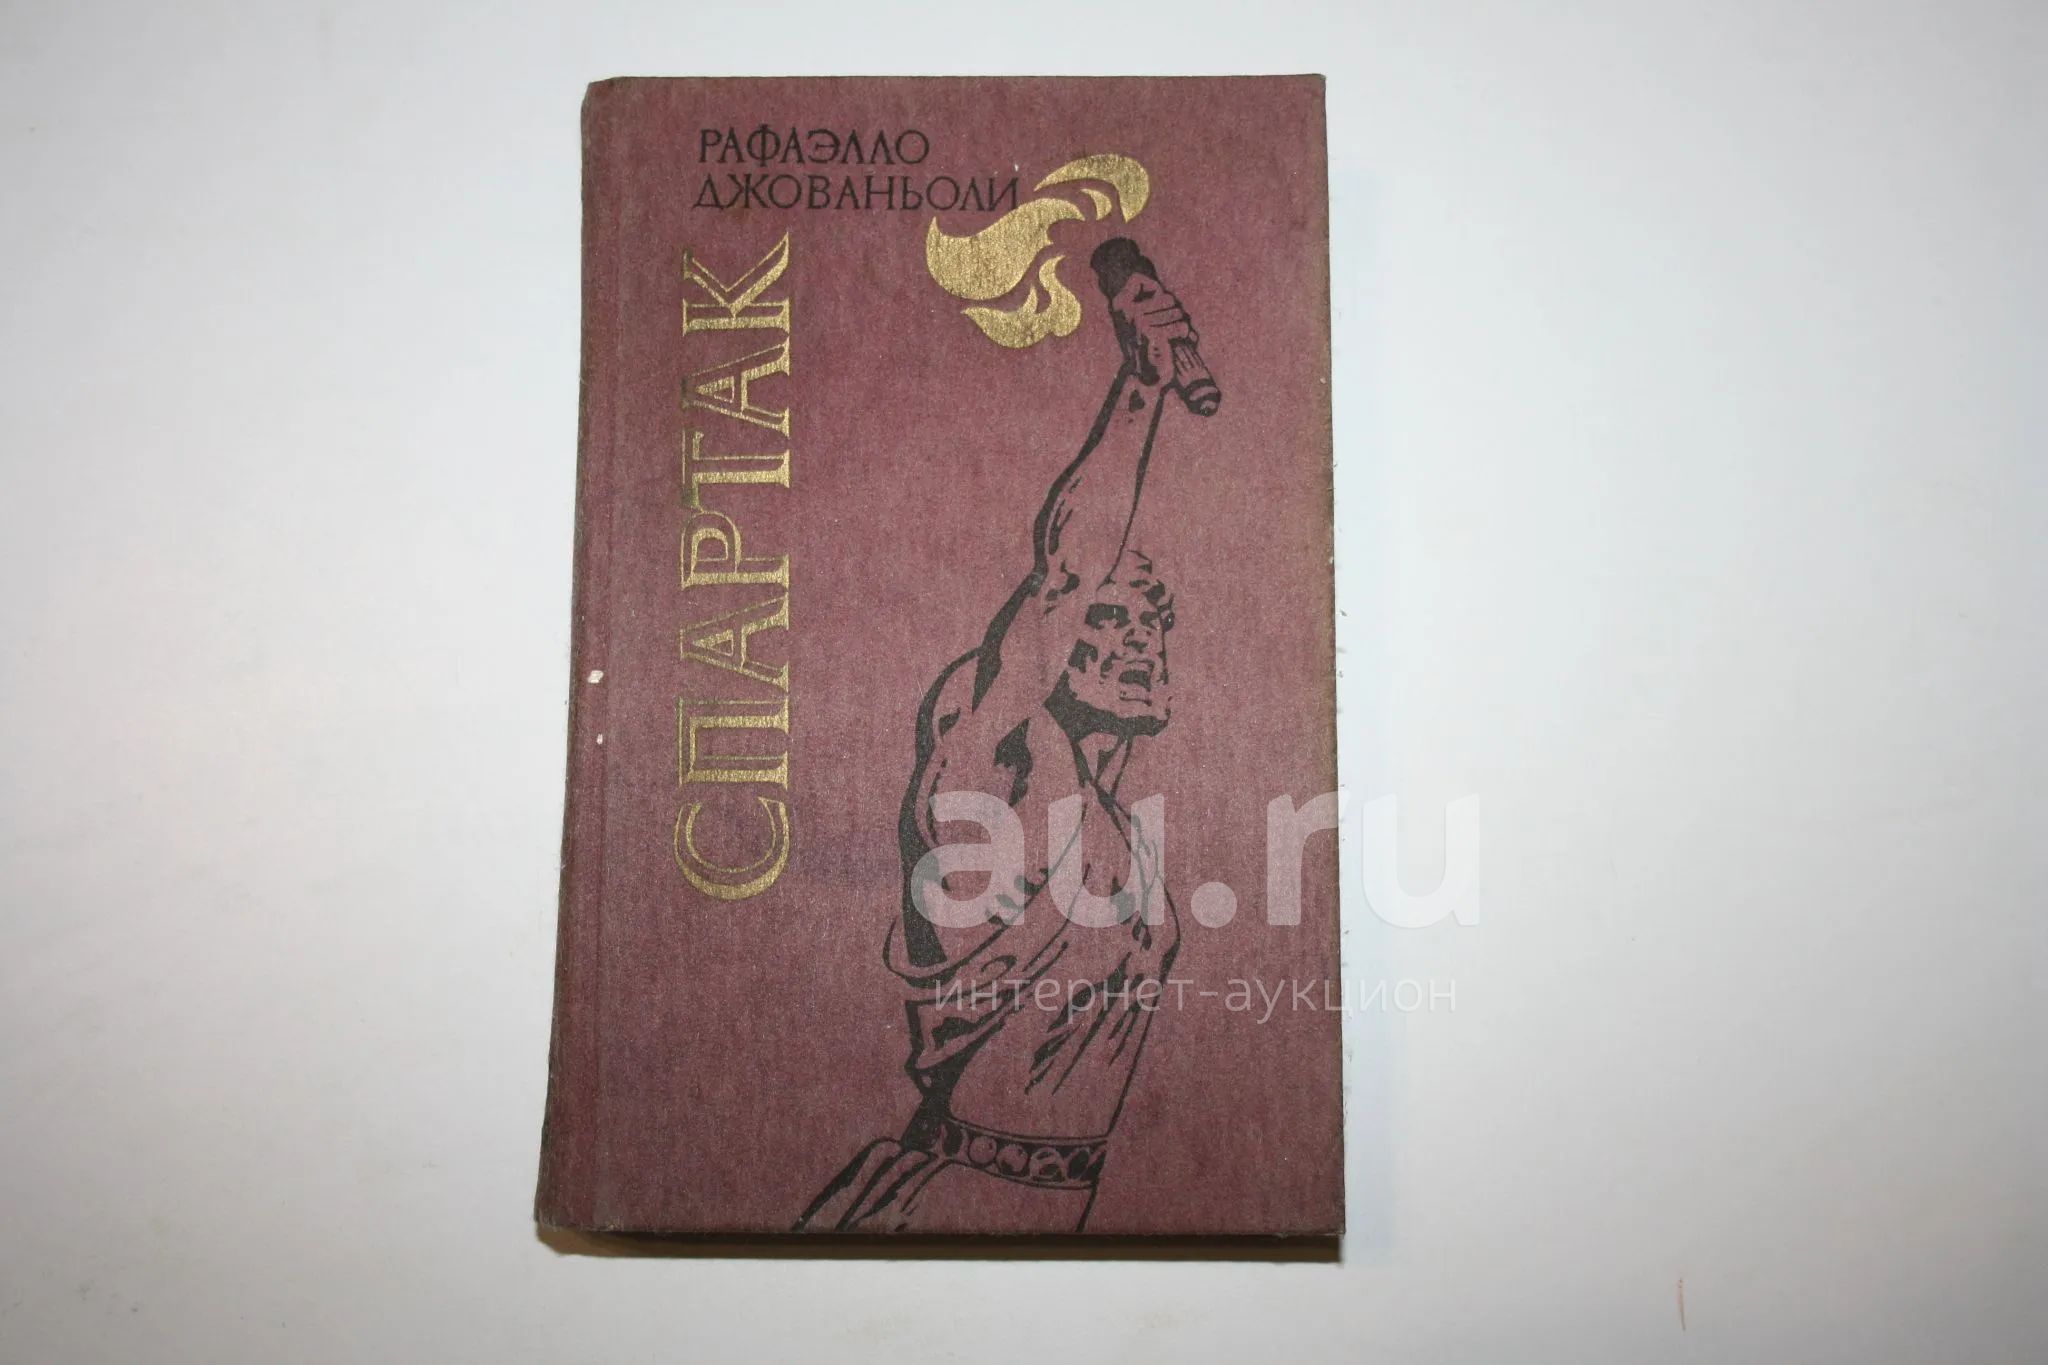 РАФАЭЛЛО
ДЖОВАНЬОЛИ
СПАРТАК
au.ru
интернет-аукцион